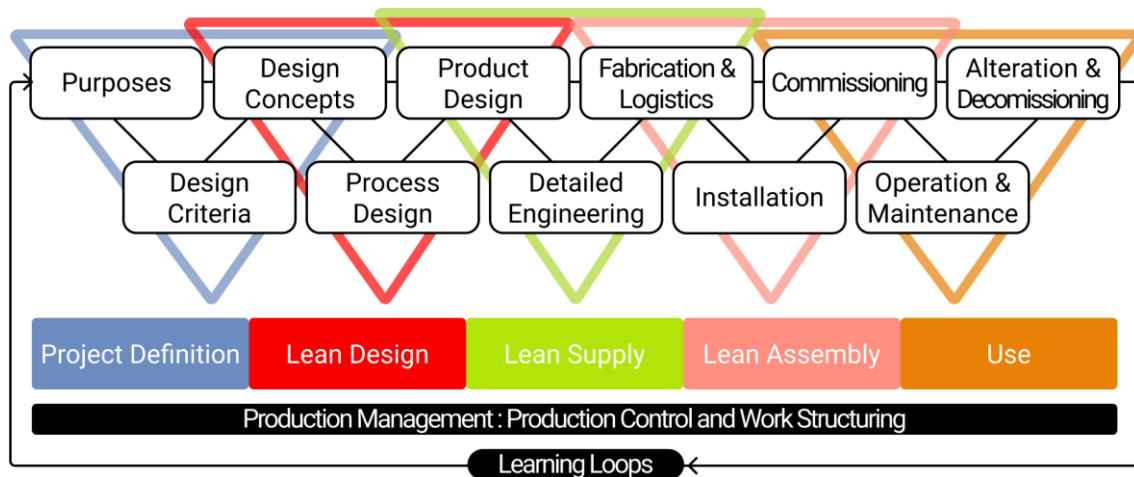 Purposes
Design
Concepts
Product
Design
Fabrication &
Logistics
Commissioning
Alteration &
Decomissioning
Design
Criteria
Process
Design
Detailed
Engineering
Installation
Operation &
Maintenance
Project Definition
Lean Design
Lean Supply
Lean Assembly
Use
Production Management : Production Control and Work Structuring
Learning Loops